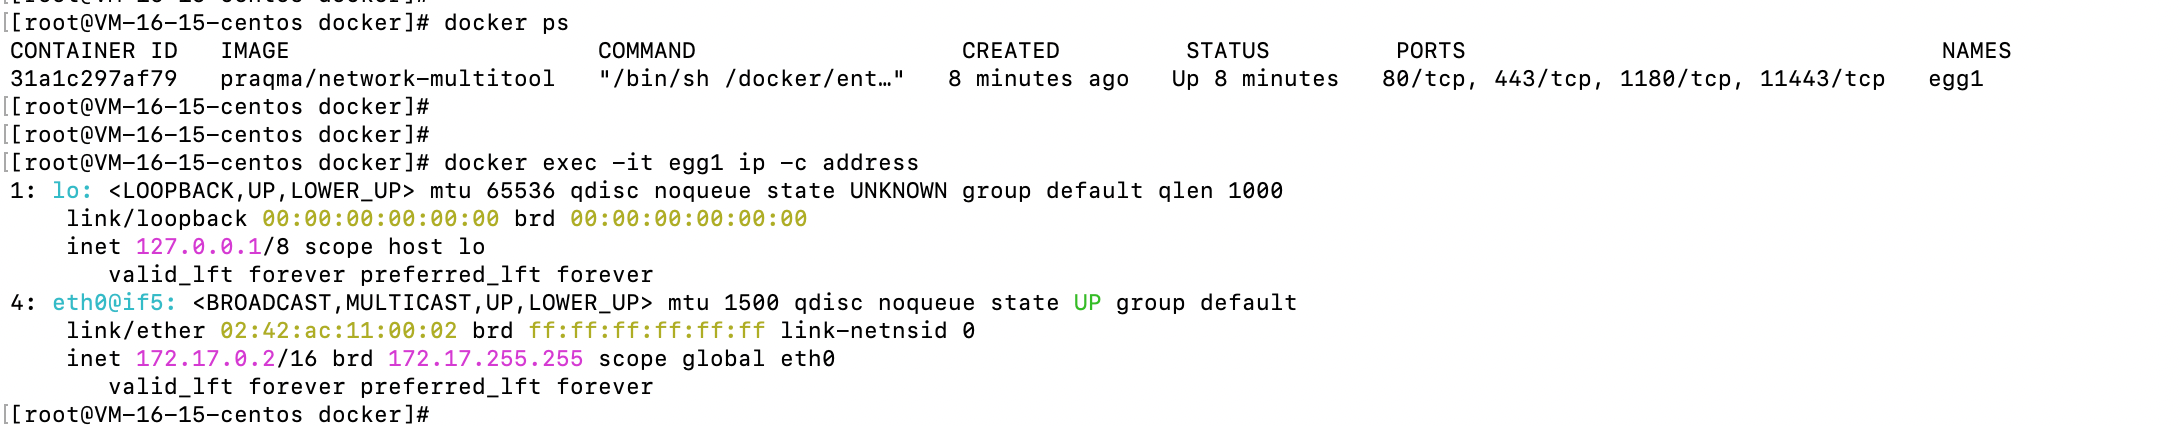 [[root@VM-16-15-centos docker]# docker ps
CONTAINER ID   IMAGE                      COMMAND                   CREATED         STATUS         PORTS                                  NAMES
31a1c297af79   praqma/network-multitool   "/bin/sh /docker/ent…"   8 minutes ago   Up 8 minutes   80/tcp, 443/tcp, 1180/tcp, 11443/tcp   egg1
[[root@VM-16-15-centos docker]#
[[root@VM-16-15-centos docker]#
[[root@VM-16-15-centos docker]# docker exec -it egg1 ip -c address
1: lo: <LOOPBACK,UP,LOWER_UP> mtu 65536 qdisc noqueue state UNKNOWN group default qlen 1000
    link/loopback 00:00:00:00:00:00 brd 00:00:00:00:00:00
    inet 127.0.0.1/8 scope host lo
       valid_lft forever preferred_lft forever
4: eth0@if5: <BROADCAST,MULTICAST,UP,LOWER_UP> mtu 1500 qdisc noqueue state UP group default
    link/ether 02:42:ac:11:00:02 brd ff:ff:ff:ff:ff:ff link-netnsid 0
    inet 172.17.0.2/16 brd 172.17.255.255 scope global eth0
       valid_lft forever preferred_lft forever
[[root@VM-16-15-centos docker]#